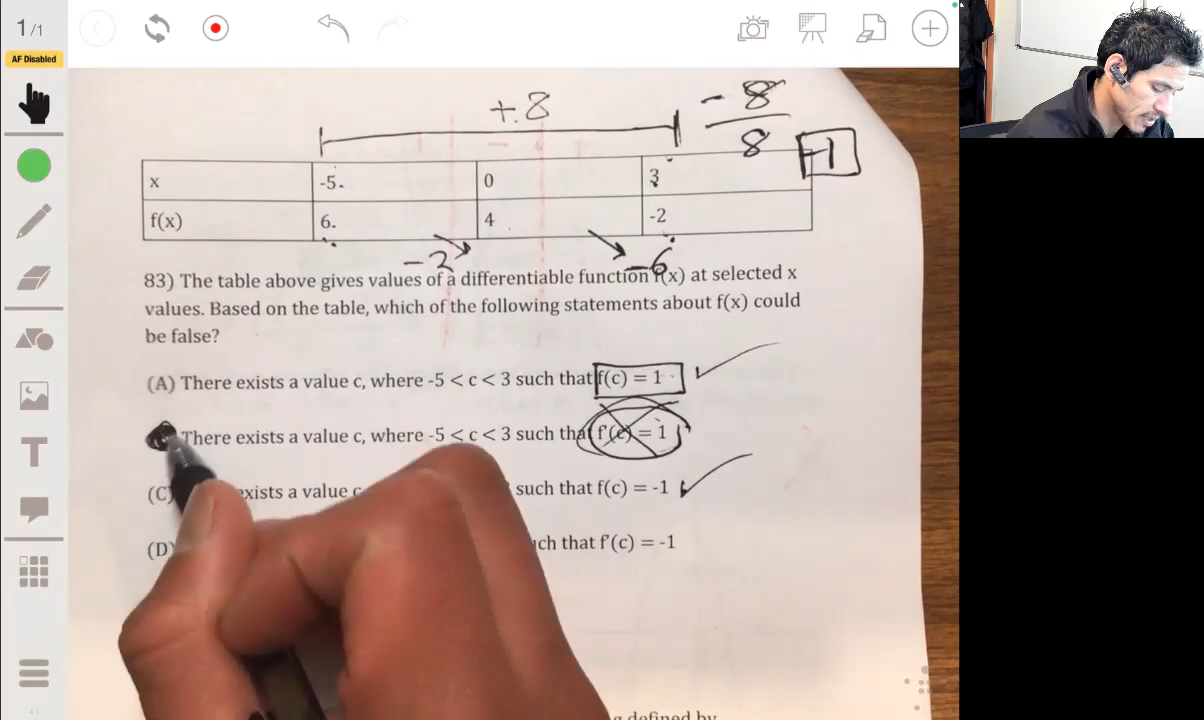 1/1
AF Disabled
+8
-8
8
-1
x -5 0 3
f(x) 6 4 -2
-2
-6
83) The table above gives values of a differentiable function f(x) at selected x
values. Based on the table, which of the following statements about f(x) could
be false?
(A) There exists a value c, where -5 < c < 3 such that f(c) = 1
There exists a value c, where -5 < c < 3 such that f'(c) = 1
(C) exists a value such that f(c) = -1
(D) that f'(c) = -1
T
defined by